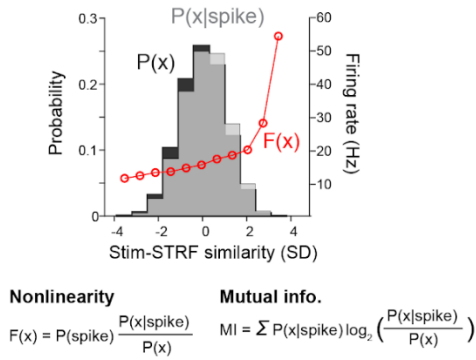 P(x|spike)
P(x)
F(x)
Probability
0.3
0.2
0.1
0
Firing rate (Hz)
60
50
40
30
20
10
-4 -2 0 2 4
Stim-STRF similarity (SD)
Nonlinearity
F(x) = P(spike) P(x|spike) / P(x)
Mutual info.
MI = Σ P(x|spike) log₂ (P(x|spike) / P(x))